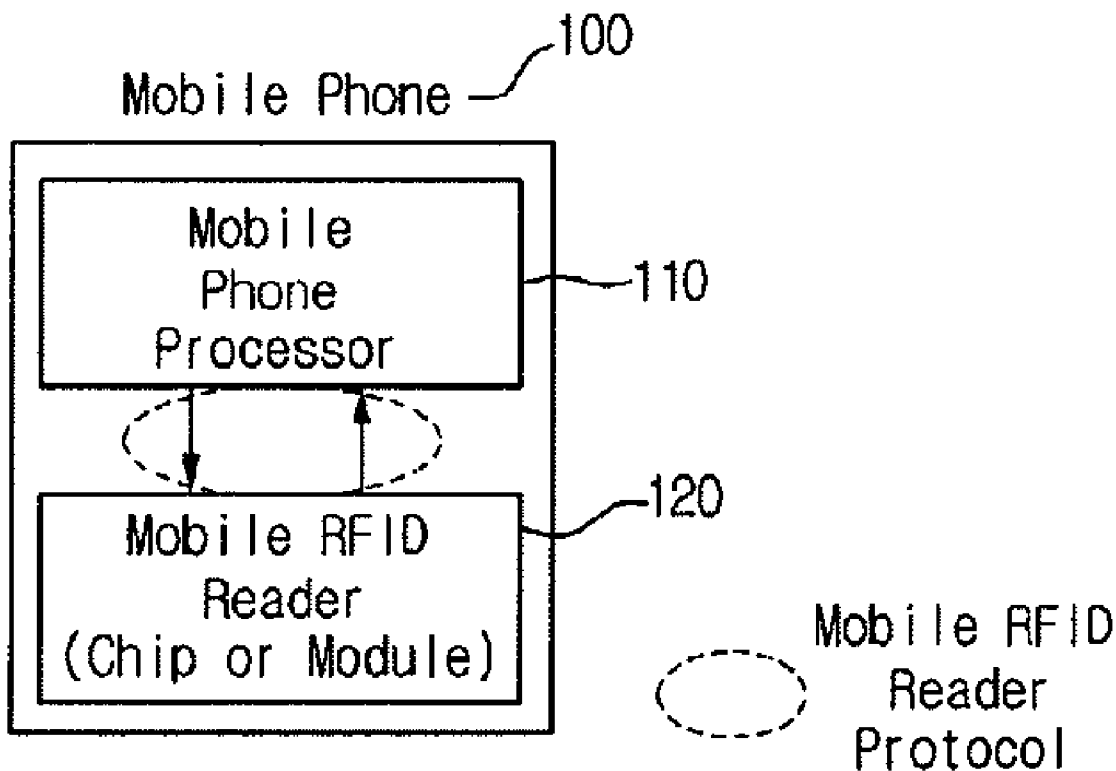 100
Mobile Phone
Mobile
Phone
Processor
110
120
Mobile RFID
Reader
(Chip or Module)
Mobile RFID
Reader
Protocol